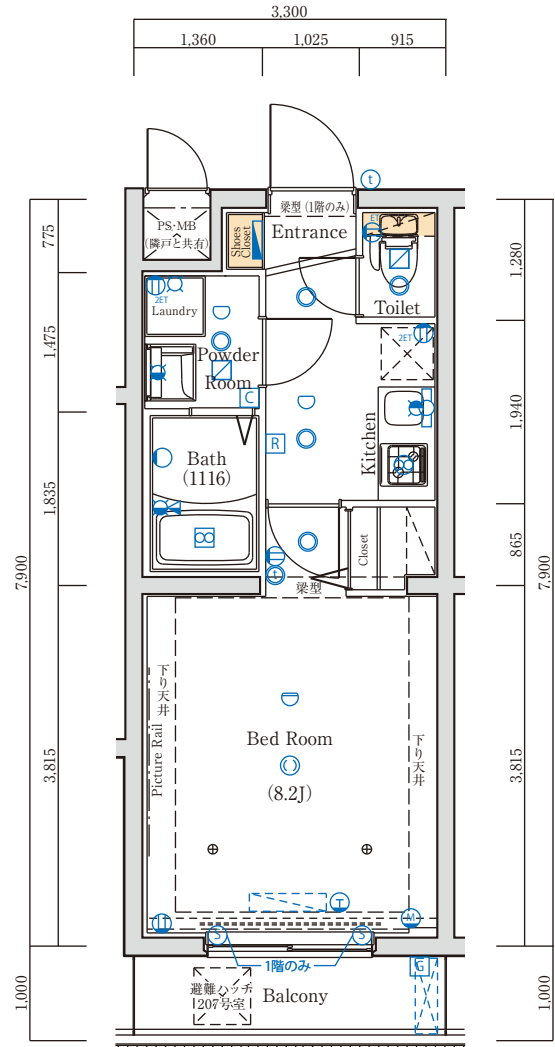 3,300
1,360 1,025 915
t
PS·MB
(隣戸と共有)
Shoes
Closet
梁型 (1階のみ)
Entrance
ET
Toilet
2ET
Laundry
2ET
Powder
Room
C
R
Kitchen
Bath
(1116)
Closet
t
梁型
下り天井
Picture Rail
Bed Room
(8.2J)
下り天井
T
M
S
S
1階のみ
G
避難ハッチ
207号室
Balcony
775
1,475
1,835
3,815
7,900
1,000
1,280
1,940
865
3,815
7,900
1,000